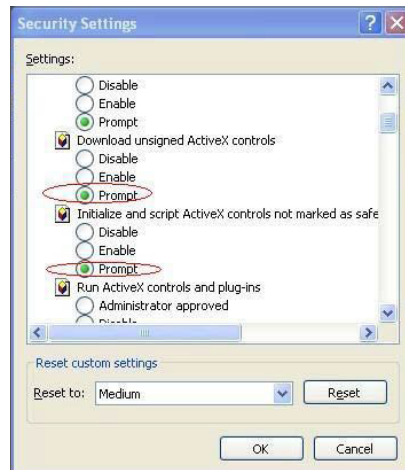 Security Settings
Settings:
Disable
Enable
Prompt
Download unsigned ActiveX controls
Disable
Enable
Prompt
Initialize and script ActiveX controls not marked as safe
Disable
Enable
Prompt
Run ActiveX controls and plug-ins
Administrator approved
Disable
Reset custom settings
Reset to:
Medium
Reset
OK
Cancel